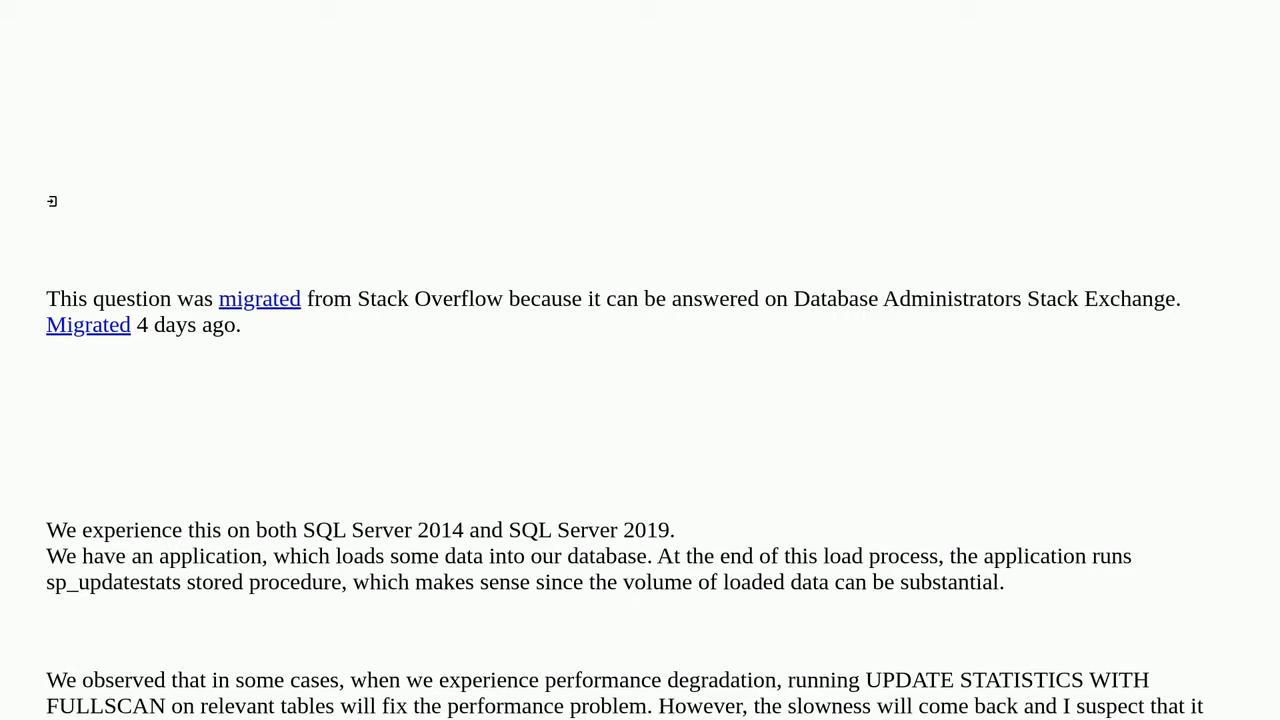 This question was migrated from Stack Overflow because it can be answered on Database Administrators Stack Exchange.
Migrated 4 days ago.
We experience this on both SQL Server 2014 and SQL Server 2019.
We have an application, which loads some data into our database. At the end of this load process, the application runs
sp_updatestats stored procedure, which makes sense since the volume of loaded data can be substantial.
We observed that in some cases, when we experience performance degradation, running UPDATE STATISTICS WITH
FULLSCAN on relevant tables will fix the performance problem. However, the slowness will come back and I suspect that it